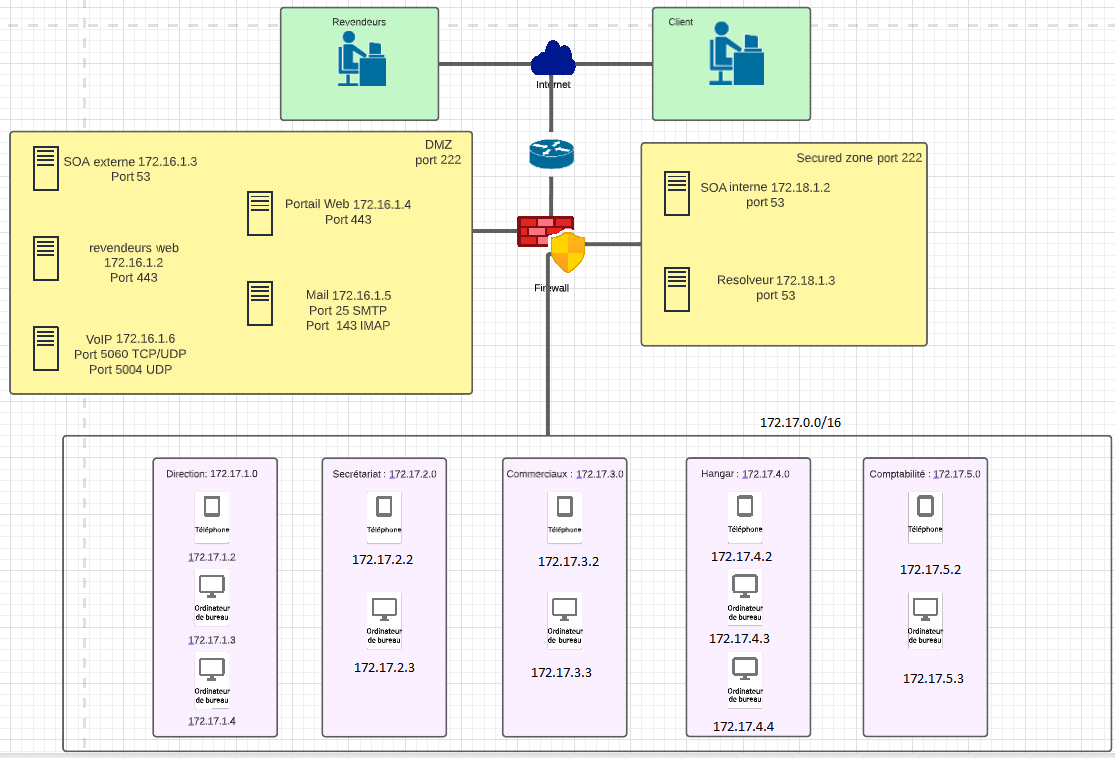 Revendeurs
Client
Internet
DMZ
port 222
SOA externe 172.16.1.3
Port 53
Portail Web 172.16.1.4
Port 443
revendeurs web
172.16.1.2
Port 443
Mail 172.16.1.5
Port 25 SMTP
Port 143 IMAP
VoIP 172.16.1.6
Port 5060 TCP/UDP
Port 5004 UDP
Firewall
Secured zone port 222
SOA interne 172.18.1.2
port 53
Resolveur 172.18.1.3
port 53
172.17.0.0/16
Direction: 172.17.1.0
Téléphone
172.17.1.2
Ordinateur
de bureau
172.17.1.3
Ordinateur
de bureau
172.17.1.4
Secrétariat : 172.17.2.0
Téléphone
172.17.2.2
Ordinateur
de bureau
172.17.2.3
Commerciaux : 172.17.3.0
Téléphone
172.17.3.2
Ordinateur
de bureau
172.17.3.3
Hangar : 172.17.4.0
Téléphone
172.17.4.2
Ordinateur
de bureau
172.17.4.3
Ordinateur
de bureau
172.17.4.4
Comptabilité : 172.17.5.0
Téléphone
172.17.5.2
Ordinateur
de bureau
172.17.5.3